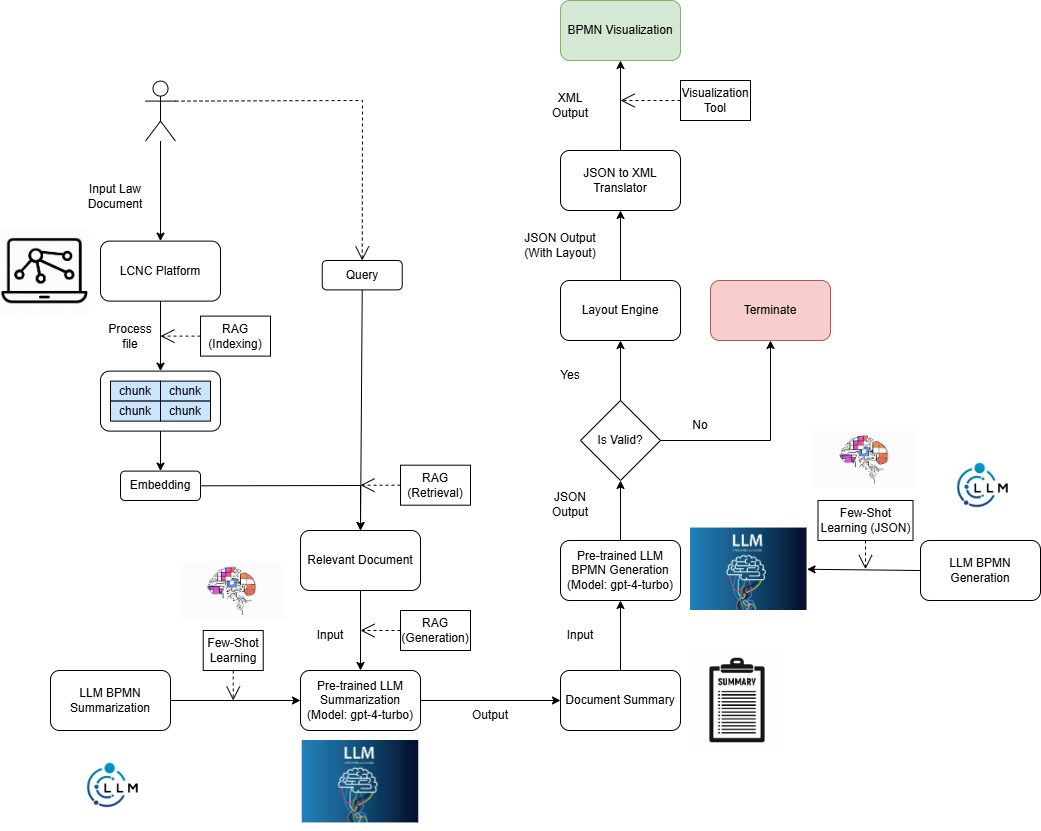 BPMN Visualization
XML
Output
Visualization
Tool
JSON to XML
Translator
Input Law
Document
JSON Output
(With Layout)
LCNC Platform
Query
Layout Engine
Terminate
Process
file
RAG
(Indexing)
Yes
chunk
chunk
chunk
chunk
Is Valid?
No
Embedding
RAG
(Retrieval)
JSON
Output
LLM
Few-Shot
Learning (JSON)
LLM
Relevant Document
Pre-trained LLM
BPMN Generation
(Model: gpt-4-turbo)
LLM BPMN
Generation
Input
RAG
(Generation)
Input
Few-Shot
Learning
LLM BPMN
Summarization
Pre-trained LLM
Summarization
(Model: gpt-4-turbo)
Output
Document Summary
SUMMARY
LLM
LLM